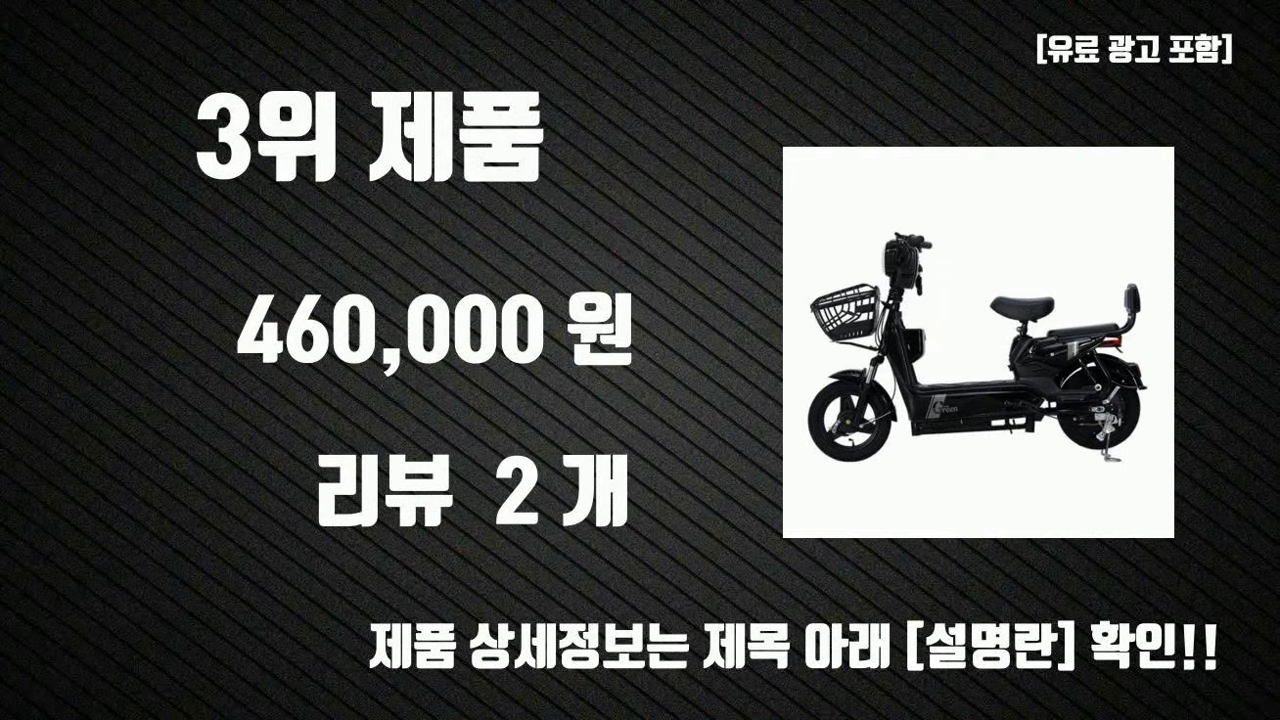 [유료 광고 포함]
3위 제품
460,000 원
리뷰 2 개
제품 상세정보는 제목 아래 [설명란] 확인!!